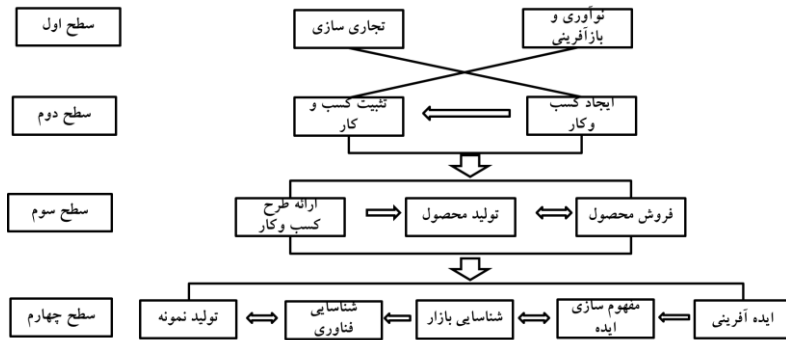 سطح اول
تجاری سازی
نوآوری و
بازآفرینی
سطح دوم
تثبیت کسب و
کار
ایجاد کسب
وکار
سطح سوم
ارائه طرح
کسب وکار
تولید محصول
فروش محصول
سطح چهارم
تولید نمونه
شناسایی
فناوری
شناسایی بازار
مفهوم سازی
ایده
ایده آفرینی